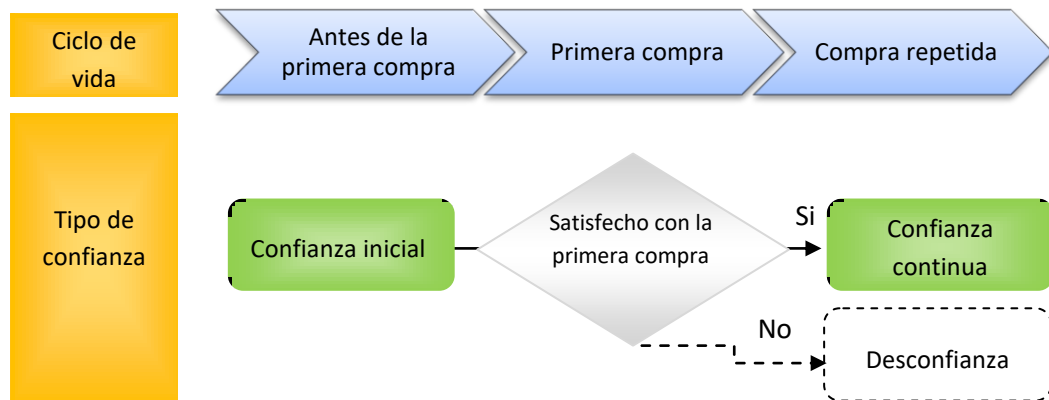 Ciclo de
vida
Antes de la
primera compra
Primera compra
Compra repetida
Tipo de
confianza
Confianza inicial
Satisfecho con la
primera compra
Si
Confianza
continua
No
Desconfianza